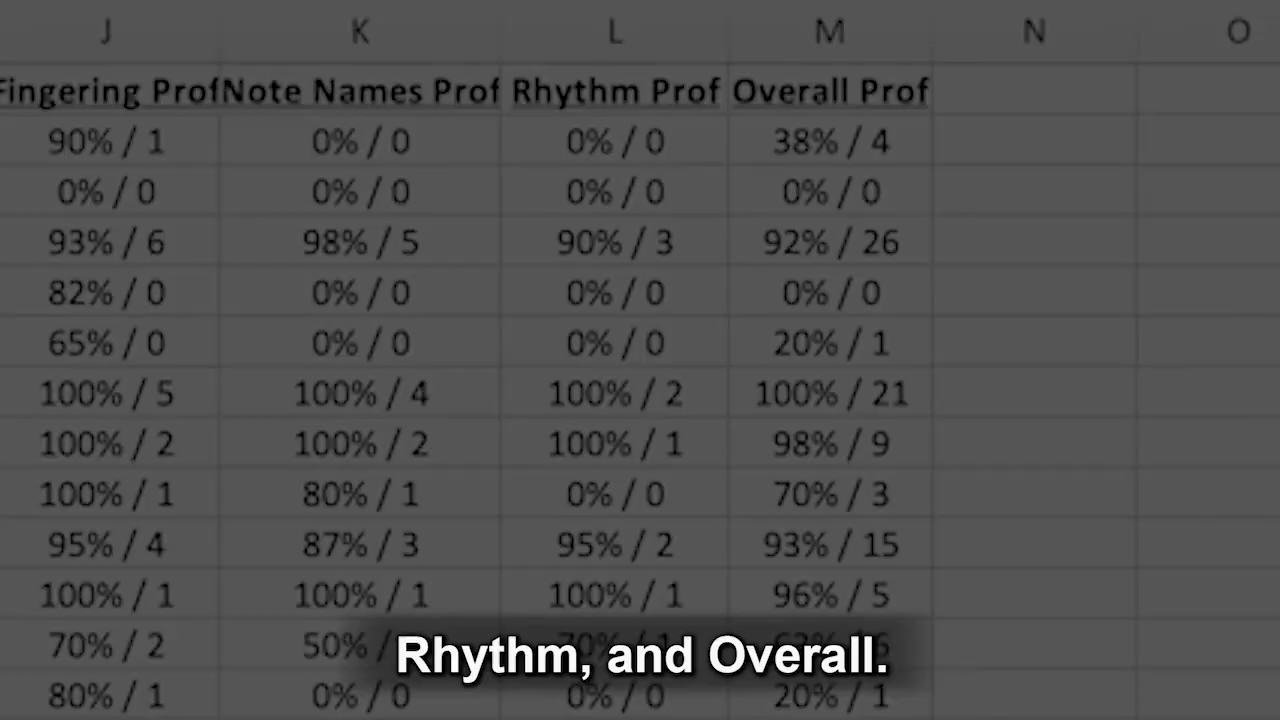 J K L M N O
Fingering Prof Note Names Prof Rhythm Prof Overall Prof
90% / 1 0% / 0 0% / 0 38% / 4
0% / 0 0% / 0 0% / 0 0% / 0
93% / 6 98% / 5 90% / 3 92% / 26
82% / 0 0% / 0 0% / 0 0% / 0
65% / 0 0% / 0 0% / 0 20% / 1
100% / 5 100% / 4 100% / 2 100% / 21
100% / 2 100% / 2 100% / 1 98% / 9
100% / 1 80% / 1 0% / 0 70% / 3
95% / 4 87% / 3 95% / 2 93% / 15
100% / 1 100% / 1 100% / 1 96% / 5
70% / 2 50% /
Rhythm, and Overall.
80% / 1 0% / 0 0% / 0 20% / 1